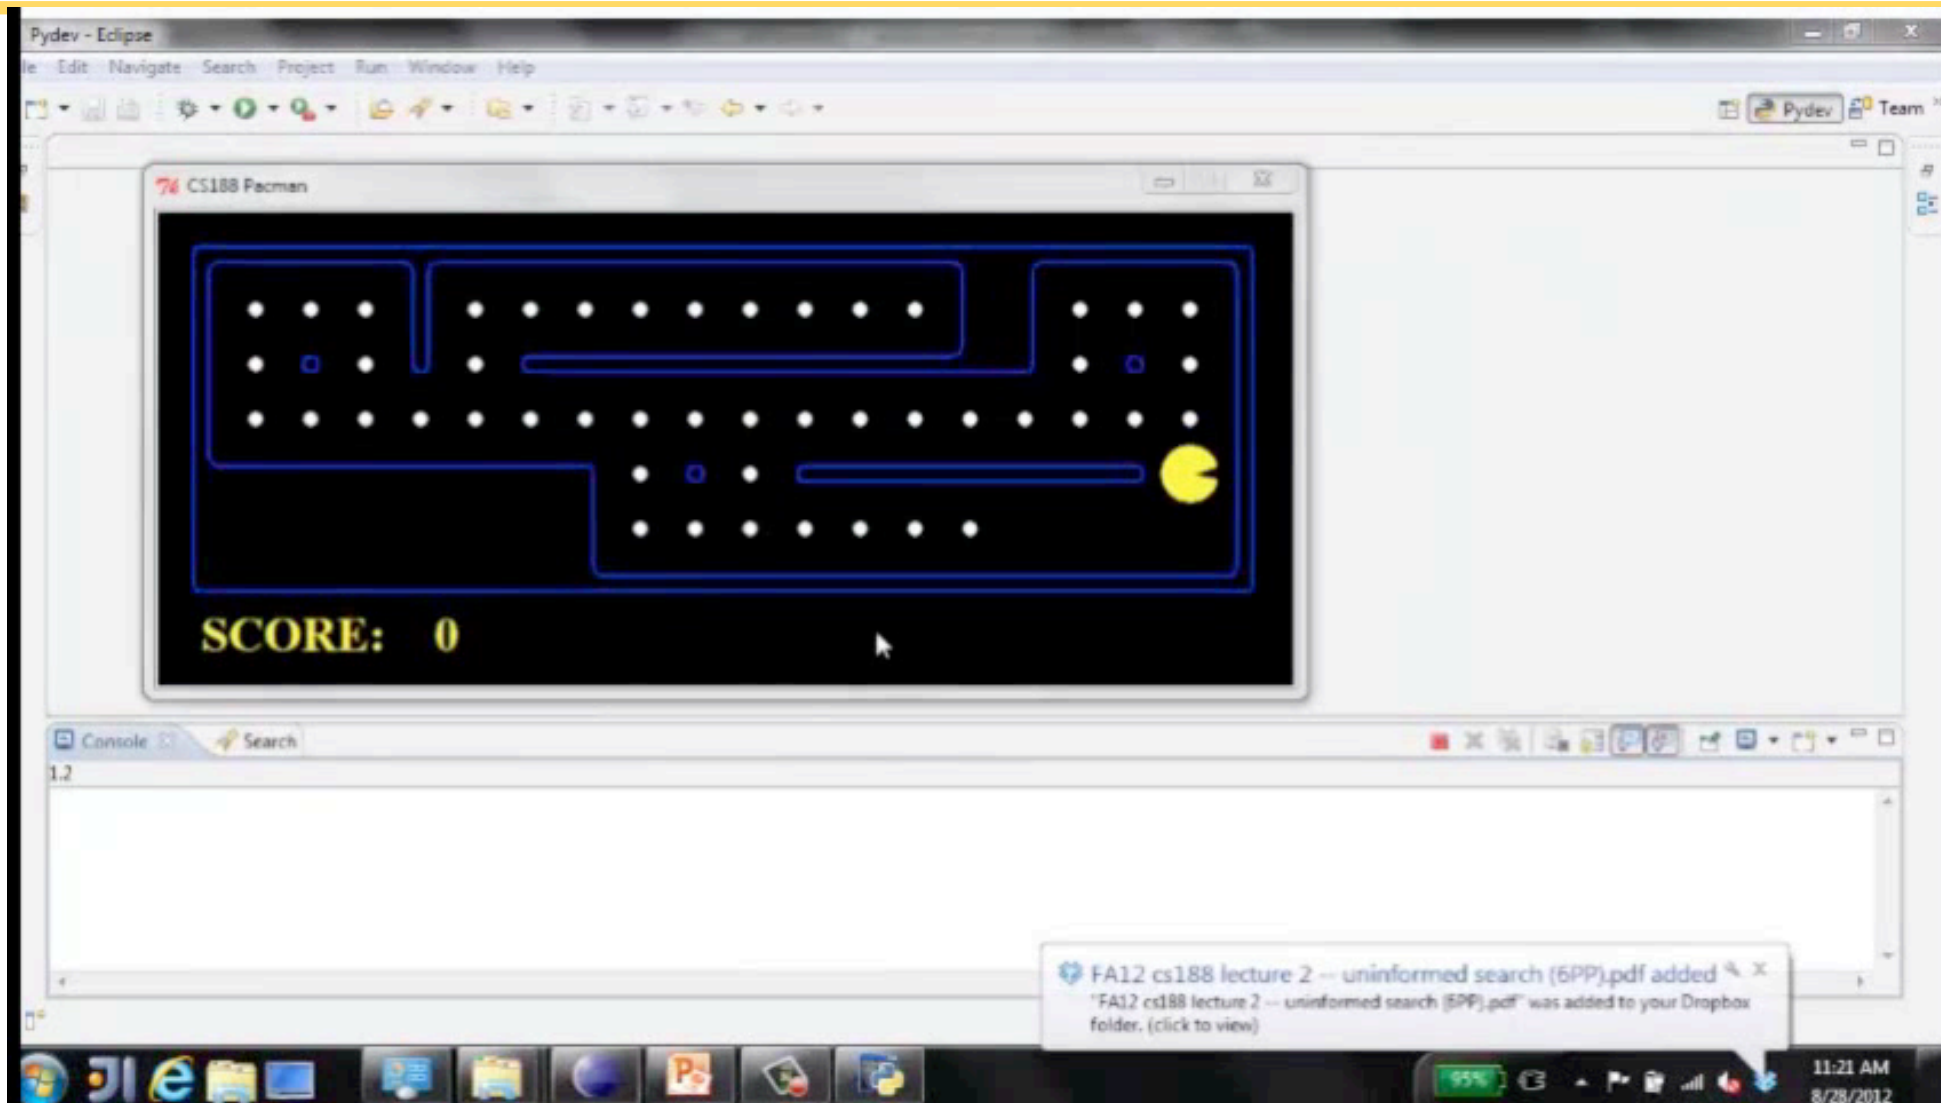 Pydev - Eclipse
le Edit Navigate Search Project Run Window Help
Pydev Team
CS188 Pacman
SCORE: 0
Console Search
1.2
FA12 cs188 lecture 2 -- uninformed search (6PP).pdf added
"FA12 cs188 lecture 2 -- uninformed search (6PP).pdf" was added to your Dropbox
folder. (click to view)
95%
11:21 AM
8/28/2012